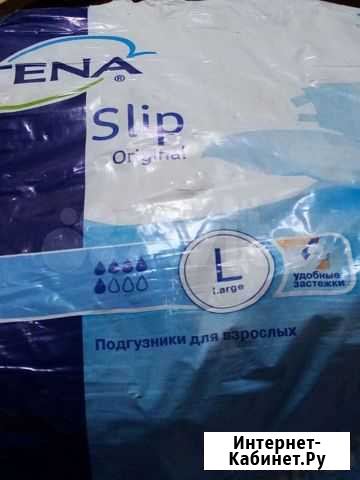 TENA
®
Slip
Original
L
Large
удобные
застежки
Подгузники для взрослых
Интернет-
Кабинет.Ру